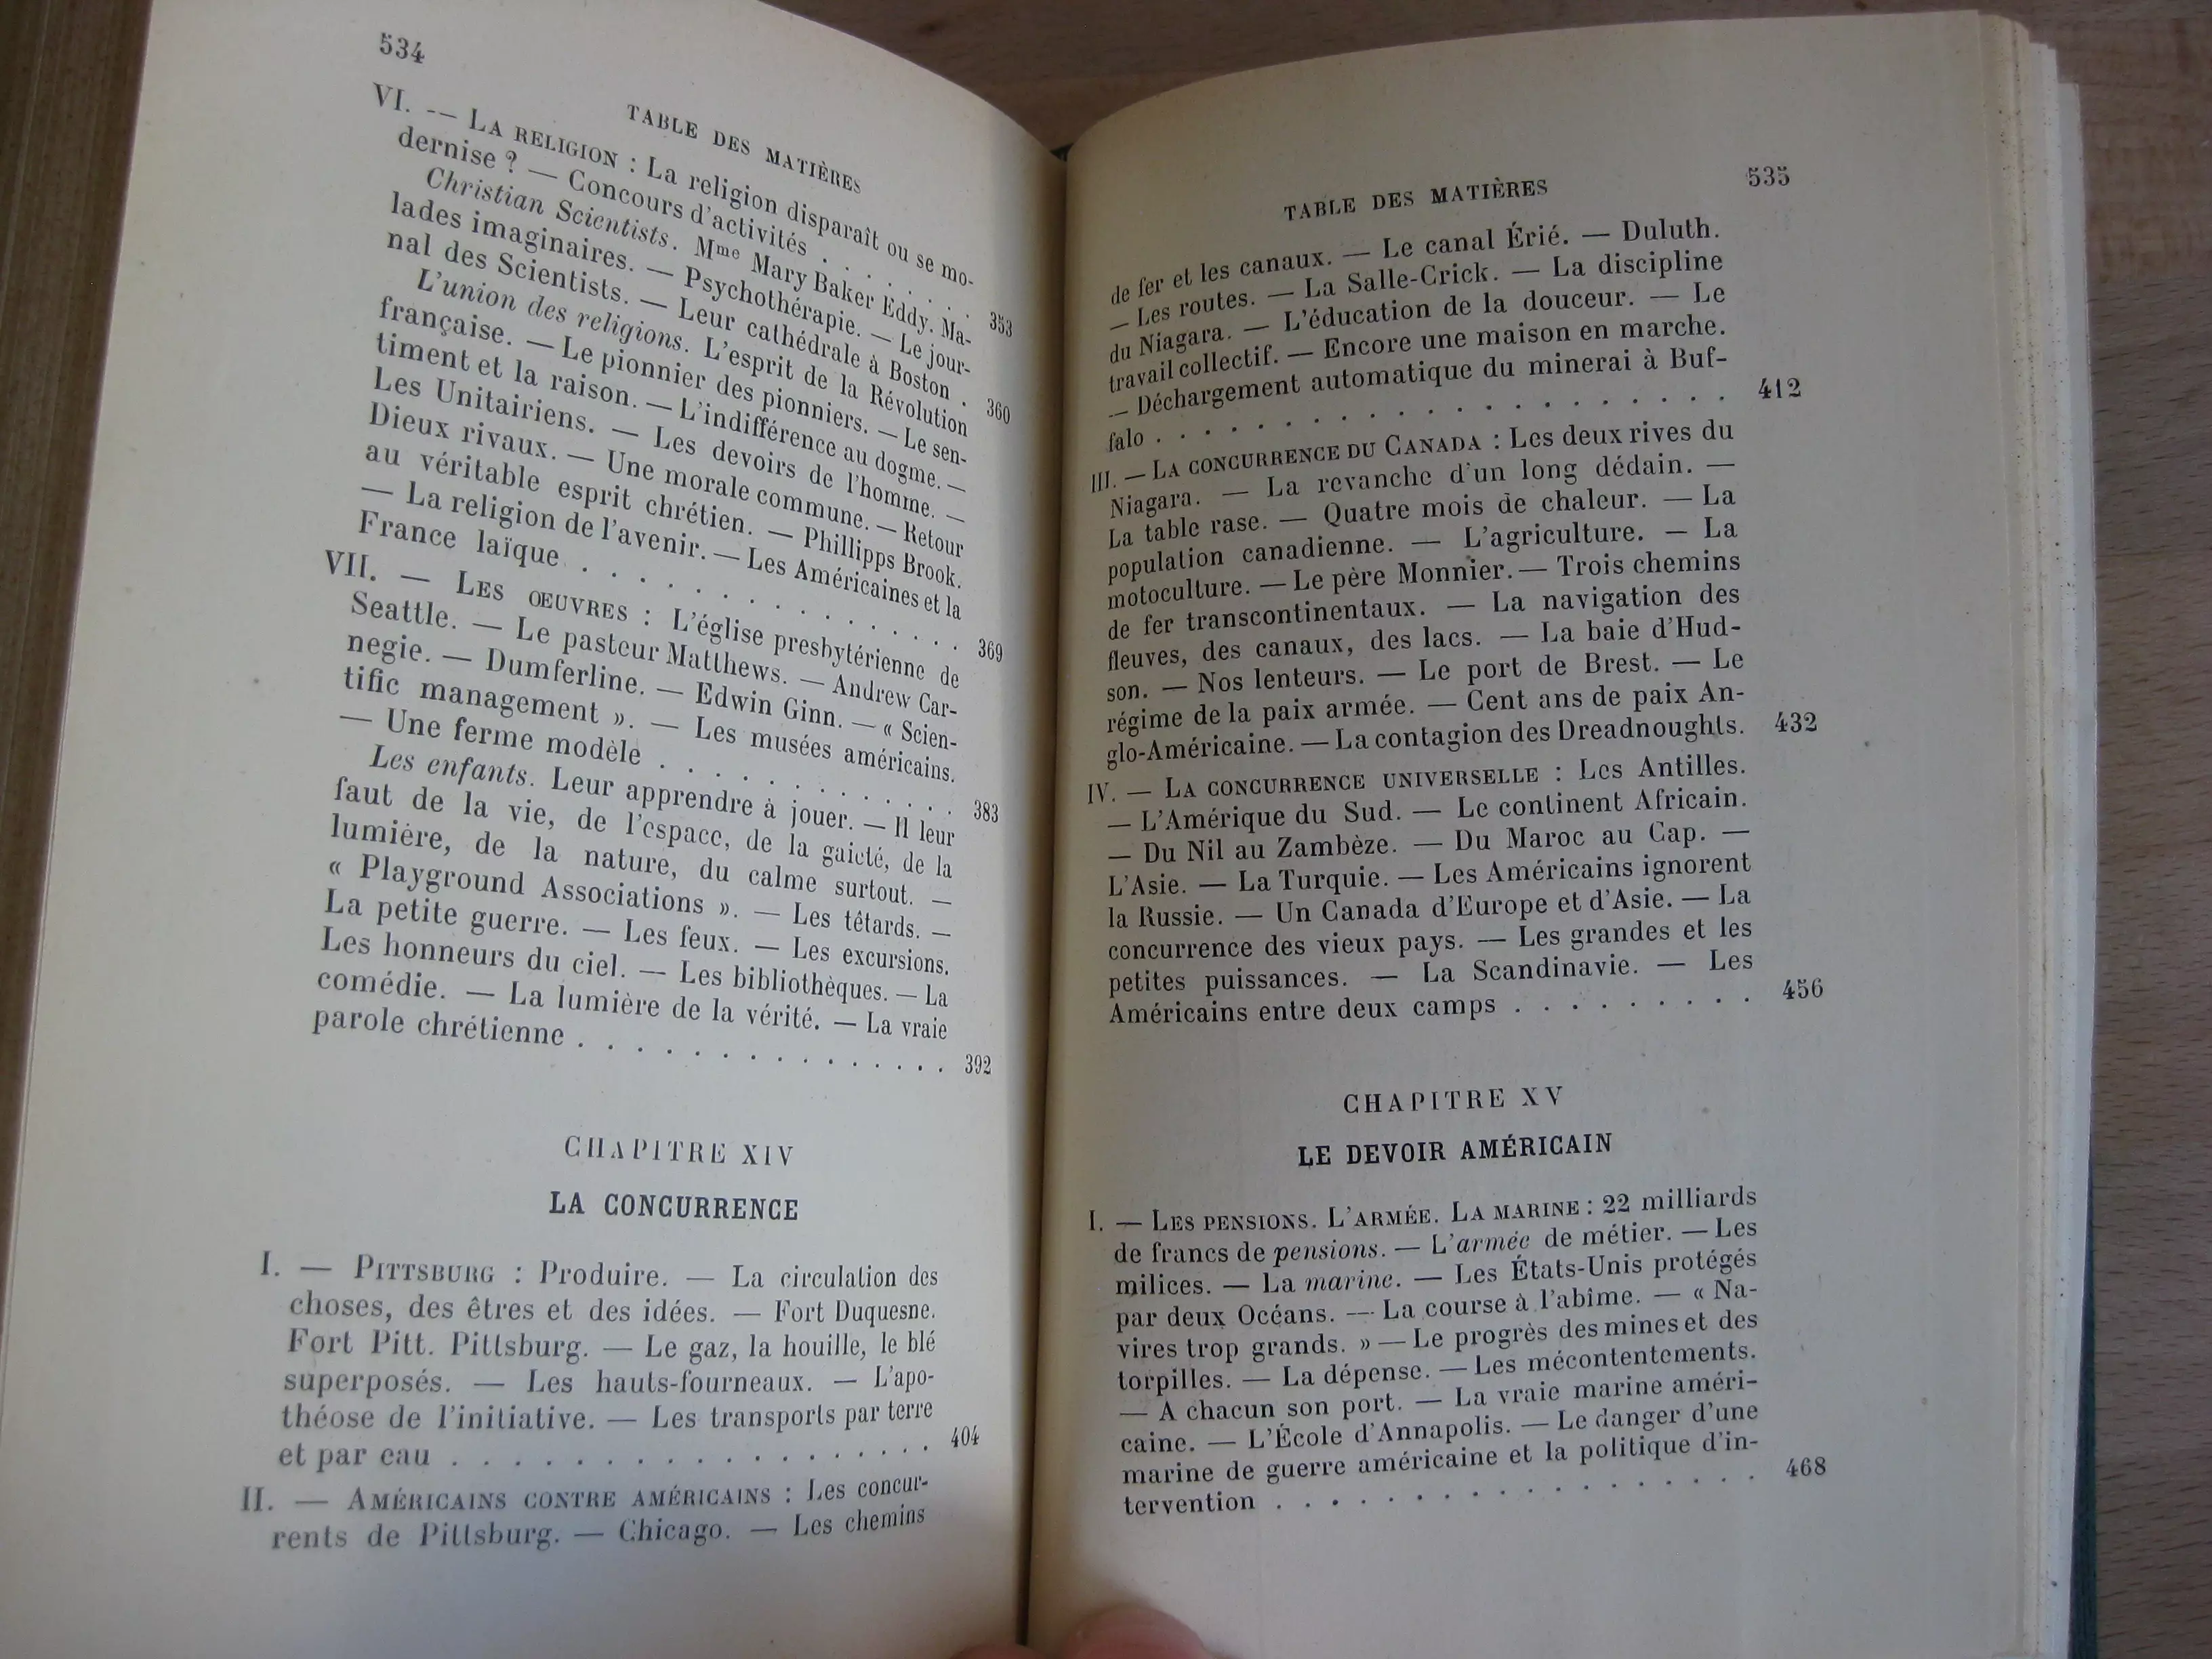 534
TABLE DES MATIÈRES
VI. -- LA RELIGION : La religion disparaît ou se mo-
dernise ? — Concours d'activités . . . . . . 353
Christian Scientists. Mme Mary Baker Eddy. Ma-
lades imaginaires. — Psychothérapie. — Le jour-
nal des Scientists. — Leur cathédrale à Boston . 360
L'union des religions. L'esprit de la Révolution
française. — Le pionnier des pionniers. — Le sen-
timent et la raison. — L'indifférence au dogme. —
Les Unitairiens. — Les devoirs de l'homme. —
Dieux rivaux. — Une morale commune. — Retour
au véritable esprit chrétien. — Phillipps Brook.
— La religion de l'avenir. — Les Américaines et la
France laïque . . . . . . . . . . . . . . 369
VII. — LES ŒUVRES : L'église presbytérienne de
Seattle. — Le pasteur Matthews. — Andrew Car-
negie. — Dumferline. — Edwin Ginn. — « Scien-
tific management ». — Les musées américains.
— Une ferme modèle . . . . . . . . . . . 383
Les enfants. Leur apprendre à jouer. — Il leur
faut de la vie, de l'espace, de la gaieté, de la
lumière, de la nature, du calme surtout. —
« Playground Associations ». — Les têtards. —
La petite guerre. — Les feux. — Les excursions.
Les honneurs du ciel. — Les bibliothèques. — La
comédie. — La lumière de la vérité. — La vraie
parole chrétienne . . . . . . . . . . . . . 392
CHAPITRE XIV
LA CONCURRENCE
I. — PITTSBURG : Produire. — La circulation des
choses, des êtres et des idées. — Fort Duquesne.
Fort Pitt. Pittsburg. — Le gaz, la houille, le blé
superposés. — Les hauts-fourneaux. — L'apo-
théose de l'initiative. — Les transports par terre
et par eau . . . . . . . . . . . . . . . . . 404
II. — AMÉRICAINS CONTRE AMÉRICAINS : Les concur-
rents de Pittsburg. — Chicago. — Les chemins
TABLE DES MATIÈRES 535
de fer et les canaux. — Le canal Érié. — Duluth.
— Les routes. — La Salle-Crick. — La discipline
du Niagara. — L'éducation de la douceur. — Le
travail collectif. — Encore une maison en marche.
— Déchargement automatique du minerai à Buf-
falo . . . . . . . . . . . . . . . . . . 412
III. — LA CONCURRENCE DU CANADA : Les deux rives du
Niagara. — La revanche d'un long dédain. —
La table rase. — Quatre mois de chaleur. — La
population canadienne. — L'agriculture. — La
motoculture. — Le père Monnier. — Trois chemins
de fer transcontinentaux. — La navigation des
fleuves, des canaux, des lacs. — La baie d'Hud-
son. — Nos lenteurs. — Le port de Brest. — Le
régime de la paix armée. — Cent ans de paix An-
glo-Américaine. — La contagion des Dreadnoughts. 432
IV. — LA CONCURRENCE UNIVERSELLE : Les Antilles.
— L'Amérique du Sud. — Le continent Africain.
— Du Nil au Zambèze. — Du Maroc au Cap. —
L'Asie. — La Turquie. — Les Américains ignorent
la Russie. — Un Canada d'Europe et d'Asie. — La
concurrence des vieux pays. — Les grandes et les
petites puissances. — La Scandinavie. — Les
Américains entre deux camps . . . . . . . . . 456
CHAPITRE XV
LE DEVOIR AMÉRICAIN
I. — LES PENSIONS. L'ARMÉE. LA MARINE : 22 milliards
de francs de pensions. — L'armée de métier. — Les
milices. — La marine. — Les États-Unis protégés
par deux Océans. — La course à l'abîme. — « Na-
vires trop grands. » — Le progrès des mines et des
torpilles. — La dépense. — Les mécontentements.
— A chacun son port. — La vraie marine améri-
caine. — L'École d'Annapolis. — Le danger d'une
marine de guerre américaine et la politique d'in-
tervention . . . . . . . . . . . . . . . . . 468